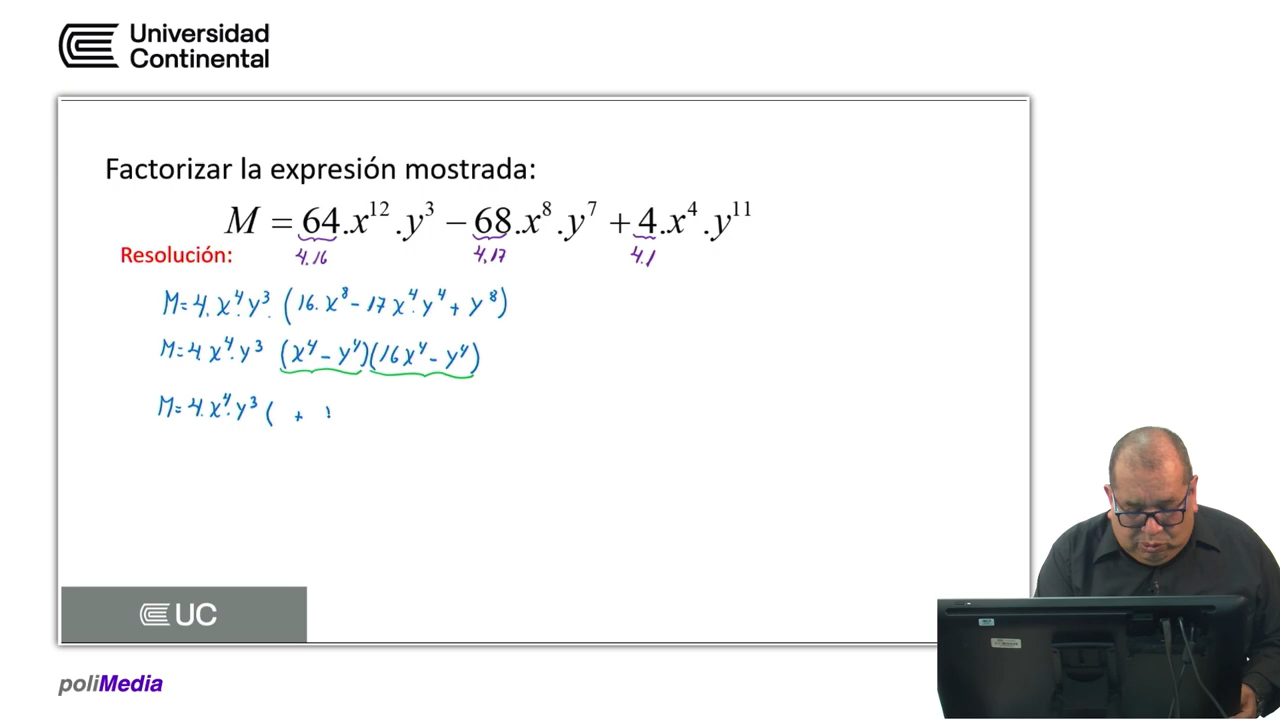 Universidad
Continental
Factorizar la expresión mostrada:
M = 64.x¹².y³ − 68.x⁸.y⁷ + 4.x⁴.y¹¹
4.16 4.17 4.1
Resolución:
M = 4.x⁴.y³.(16.x⁸ − 17x⁴.y⁴ + y⁸)
M = 4.x⁴.y³ (x⁴ − y⁴)(16x⁴ − y⁴)
M = 4.x⁴.y³ ( +
UC
poliMedia